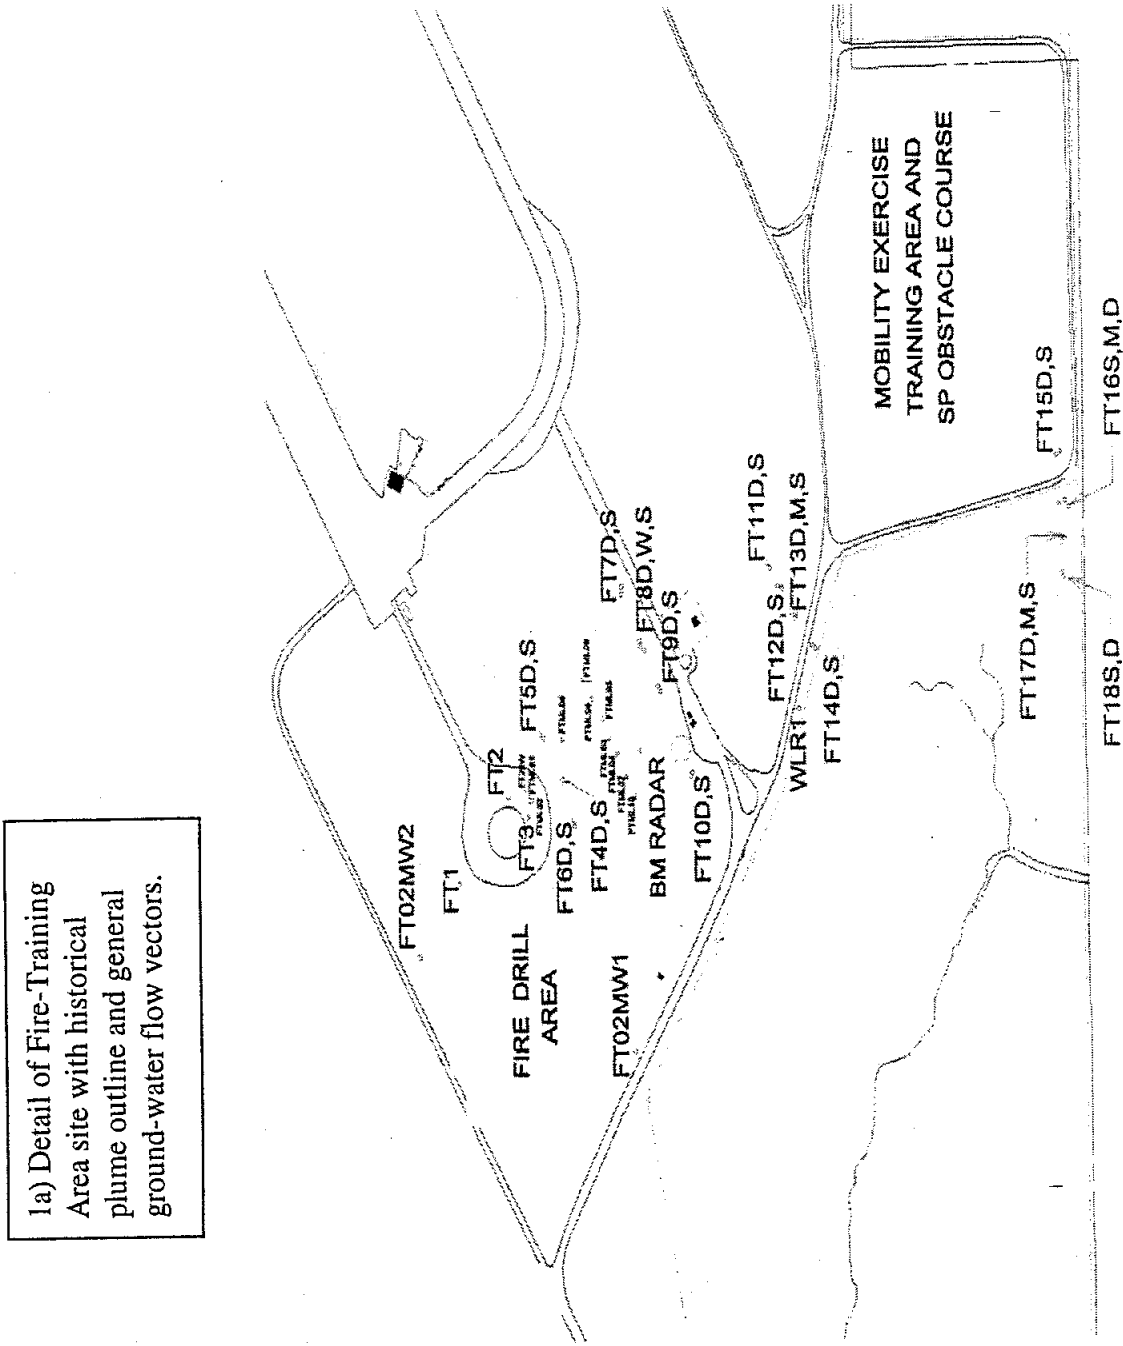 1a) Detail of Fire-Training
Area site with historical
plume outline and general
ground-water flow vectors.
FT02MW2
FT1
FT2
FT3
FIRE DRILL
AREA
FT5D,S
FT6D,S
FT4D,S
FT02MW1
BM RADAR
FT7D,S
FT8D,W,S
FT9D,S
FT10D,S
FT11D,S
FT12D,S
FT13D,M,S
WLR1
FT14D,S
MOBILITY EXERCISE
TRAINING AREA AND
SP OBSTACLE COURSE
FT15D,S
FT16S,M,D
FT17D,M,S
FT18S,D